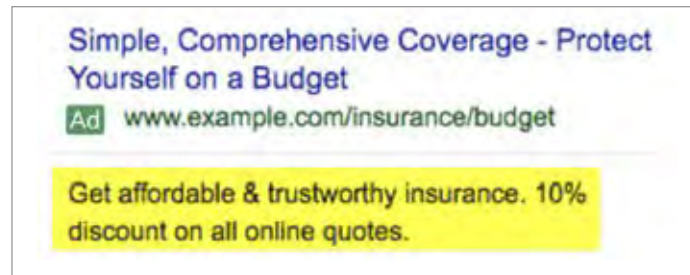 Simple, Comprehensive Coverage - Protect
Yourself on a Budget
Ad www.example.com/insurance/budget
Get affordable & trustworthy insurance. 10%
discount on all online quotes.